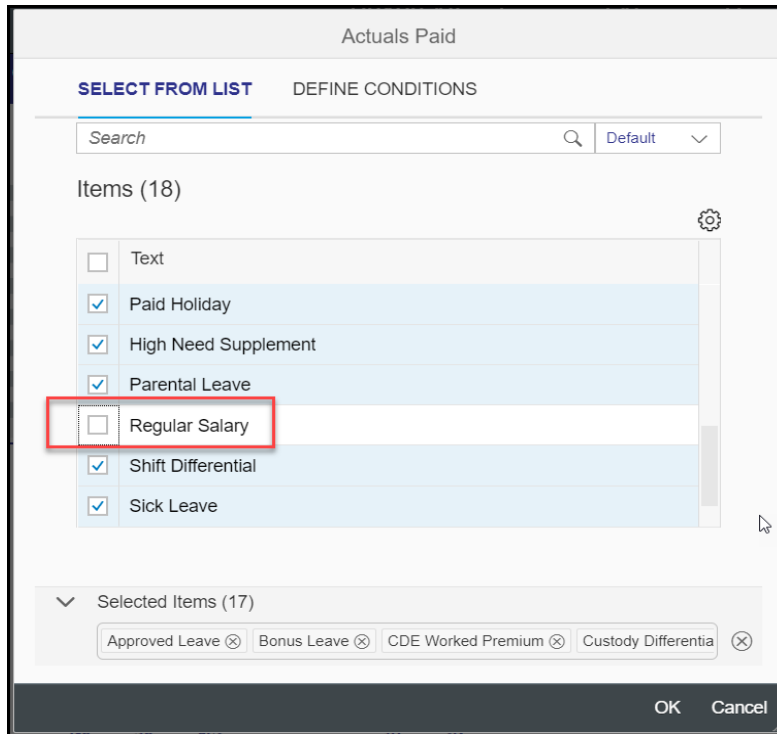 Actuals Paid
SELECT FROM LIST DEFINE CONDITIONS
Search Default
Items (18)
Text
Paid Holiday
High Need Supplement
Parental Leave
Regular Salary
Shift Differential
Sick Leave
Selected Items (17)
Approved Leave Bonus Leave CDE Worked Premium Custody Differentia
OK Cancel